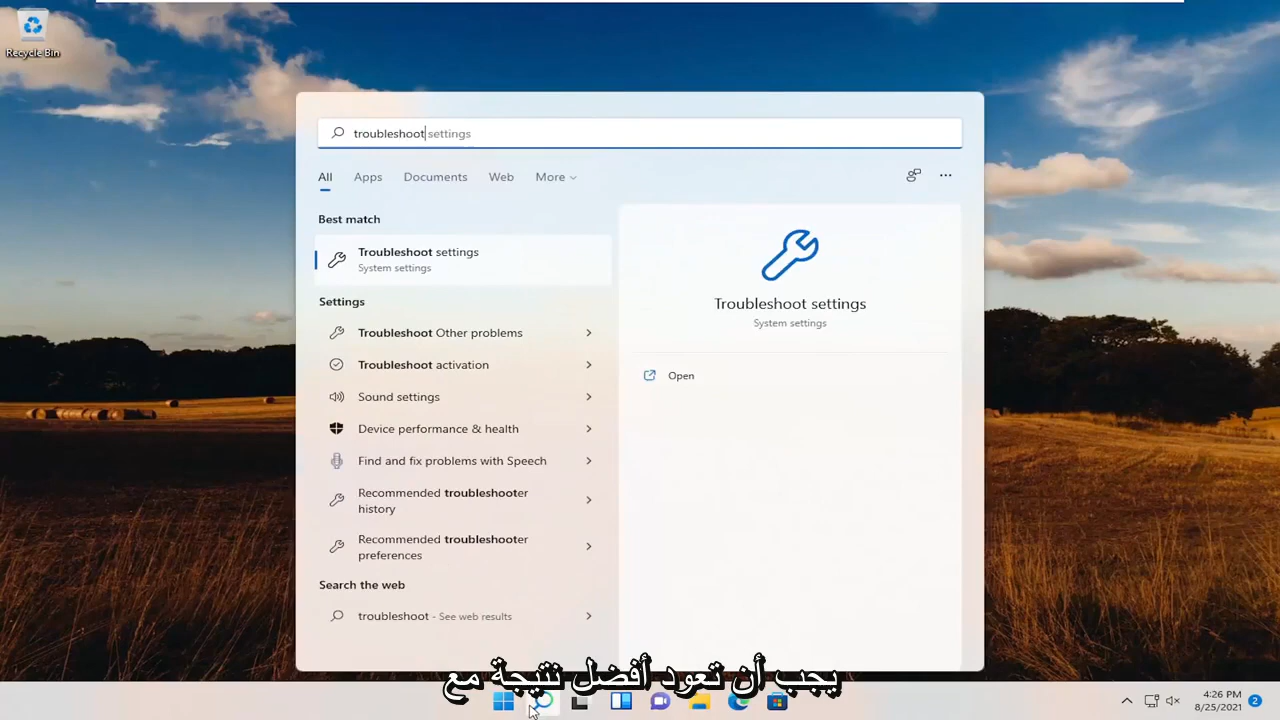 Recycle Bin
troubleshoot settings
All Apps Documents Web More
Best match
Troubleshoot settings
System settings
Settings
Troubleshoot Other problems
Troubleshoot activation
Sound settings
Device performance & health
Find and fix problems with Speech
Recommended troubleshooter
history
Recommended troubleshooter
preferences
Search the web
troubleshoot - See web results
Troubleshoot settings
System settings
Open
يجب أن تعود أفضل نتيجة مع
4:26 PM
8/25/2021
2